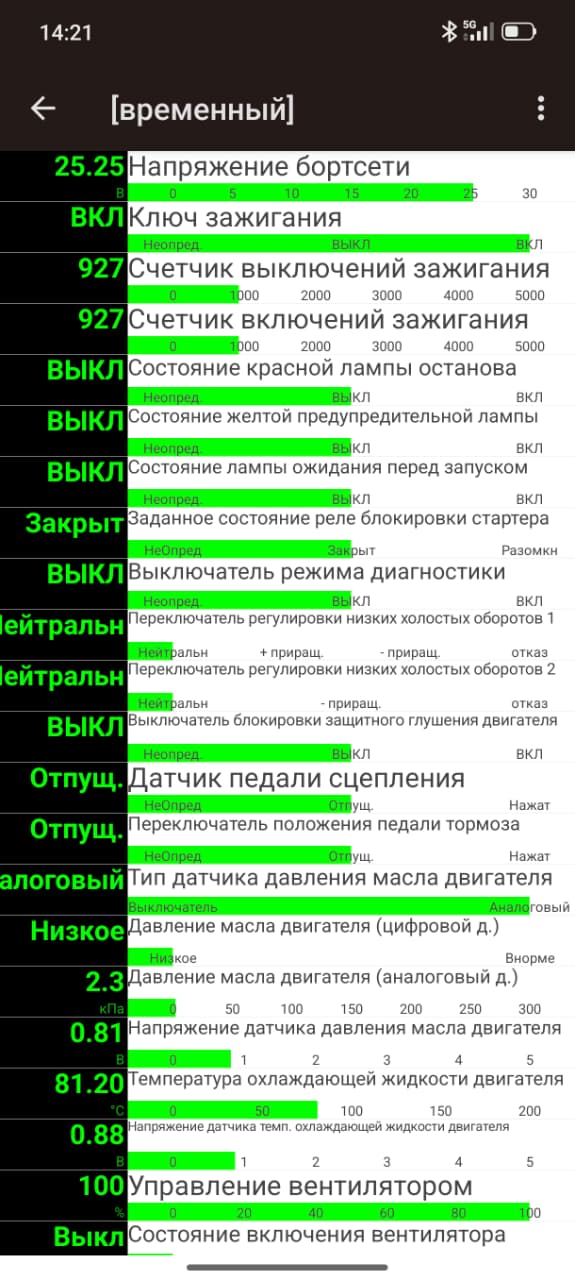 14:21
5G
[временный]
25.25 Напряжение бортсети
В 0 5 10 15 20 25 30
ВКЛ Ключ зажигания
Неопред. ВЫКЛ ВКЛ
927 Счетчик выключений зажигания
0 1000 2000 3000 4000 5000
927 Счетчик включений зажигания
0 1000 2000 3000 4000 5000
ВЫКЛ Состояние красной лампы останова
Неопред. ВЫКЛ ВКЛ
ВЫКЛ Состояние желтой предупредительной лампы
Неопред. ВЫКЛ ВКЛ
ВЫКЛ Состояние лампы ожидания перед запуском
Неопред. ВЫКЛ ВКЛ
Закрыт Заданное состояние реле блокировки стартера
НеОпред Закрыт Разомкн
ВЫКЛ Выключатель режима диагностики
Неопред. ВЫКЛ ВКЛ
Нейтральн Переключатель регулировки низких холостых оборотов 1
Нейтральн + приращ. - приращ. отказ
Нейтральн Переключатель регулировки низких холостых оборотов 2
Нейтральн - приращ. отказ
ВЫКЛ Выключатель блокировки защитного глушения двигателя
Неопред. ВЫКЛ ВКЛ
Отпущ. Датчик педали сцепления
НеОпред Отпущ. Нажат
Отпущ. Переключатель положения педали тормоза
НеОпред Отпущ. Нажат
алоговый Тип датчика давления масла двигателя
Выключатель Аналоговый
Низкое Давление масла двигателя (цифровой д.)
Низкое Внорме
2.3 Давление масла двигателя (аналоговый д.)
кПа 0 50 100 150 200 250 300
0.81 Напряжение датчика давления масла двигателя
В 0 1 2 3 4 5
81.20 Температура охлаждающей жидкости двигателя
°C 0 50 100 150 200
0.88 Напряжение датчика темп. охлаждающей жидкости двигателя
В 0 1 2 3 4 5
100 Управление вентилятором
% 0 20 40 60 80 100
Выкл Состояние включения вентилятора